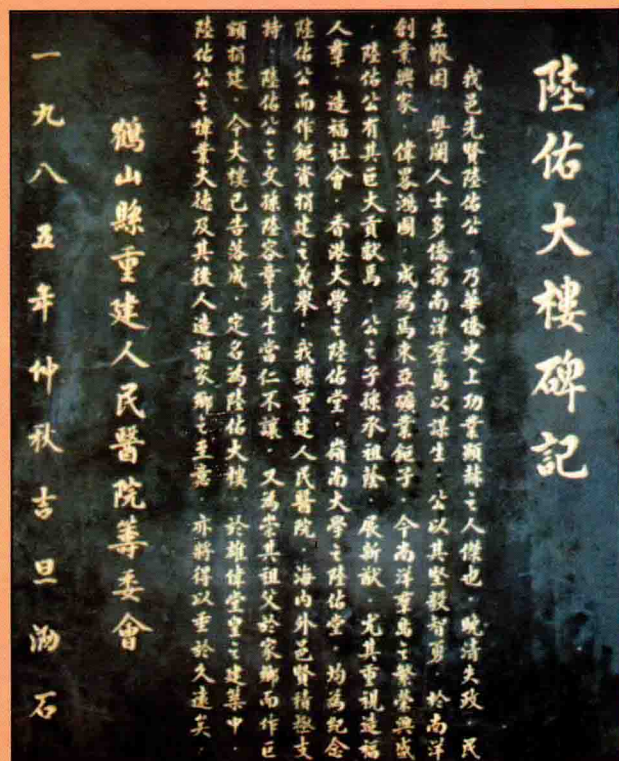 陸佑大樓碑記
我邑先賢陸佑公．乃華僑史上功業顯赫之人傑也．晚清失政．民
生艱困．粵閩人士多僑寓南洋羣島以謀生．公以其堅毅智勇．於南洋
創業興家．偉畧鴻圖．成為馬來亞礦業鉅子．今南洋羣島之繁榮興盛
．陸佑公有其巨大貢獻焉．公之子孫承祖蔭．展新猷．尤其重視造福
人羣．造福社會．香港大學之陸佑堂．嶺南大學之陸佑堂．均為紀念
陸佑公而作鉅資捐建之義舉．我縣重建人民醫院．海內外邑賢積極支
持．陸佑公之文孫陸容章先生當仁不讓．又為崇其祖父於家鄉而作巨
額捐建．今大樓已告落成．定名為陸佑大樓．於雄偉堂皇之建築中．
陸佑公之偉業大德及其後人造福家鄉之至意．亦將得以垂於久遠矣．
鶴山縣重建人民醫院籌委會
一九八五年仲秋吉旦泐石